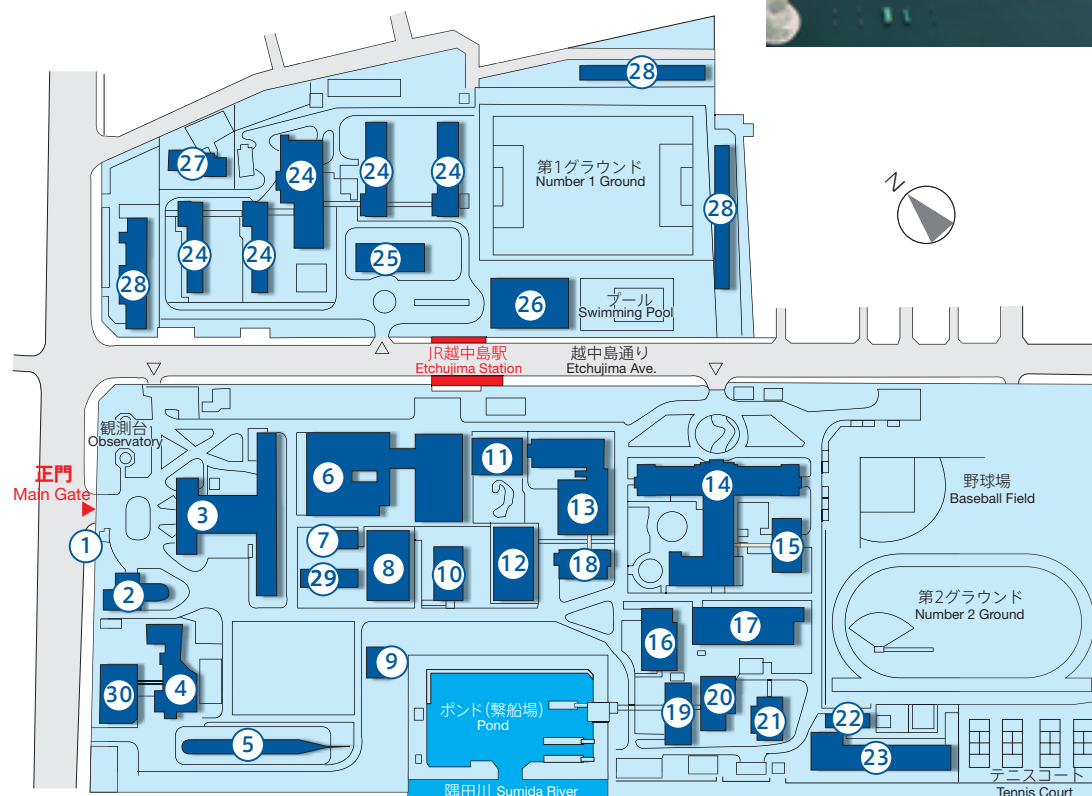 28
27
24
24
24
第1グラウンド
Number 1 Ground
28
N
24
24
25
28
26
プール
Swimming Pool
JR越中島駅
Etchujima Station
越中島通り
Etchujima Ave.
観測台
Observatory
正門
Main Gate
1
2
3
6
11
13
14
野球場
Baseball Field
7
29
8
10
12
18
15
第2グラウンド
Number 2 Ground
16
17
30
4
9
5
ポンド(繋船場)
Pond
19
20
21
22
23
隅田川 Sumida River
テニスコート
Tennis Court